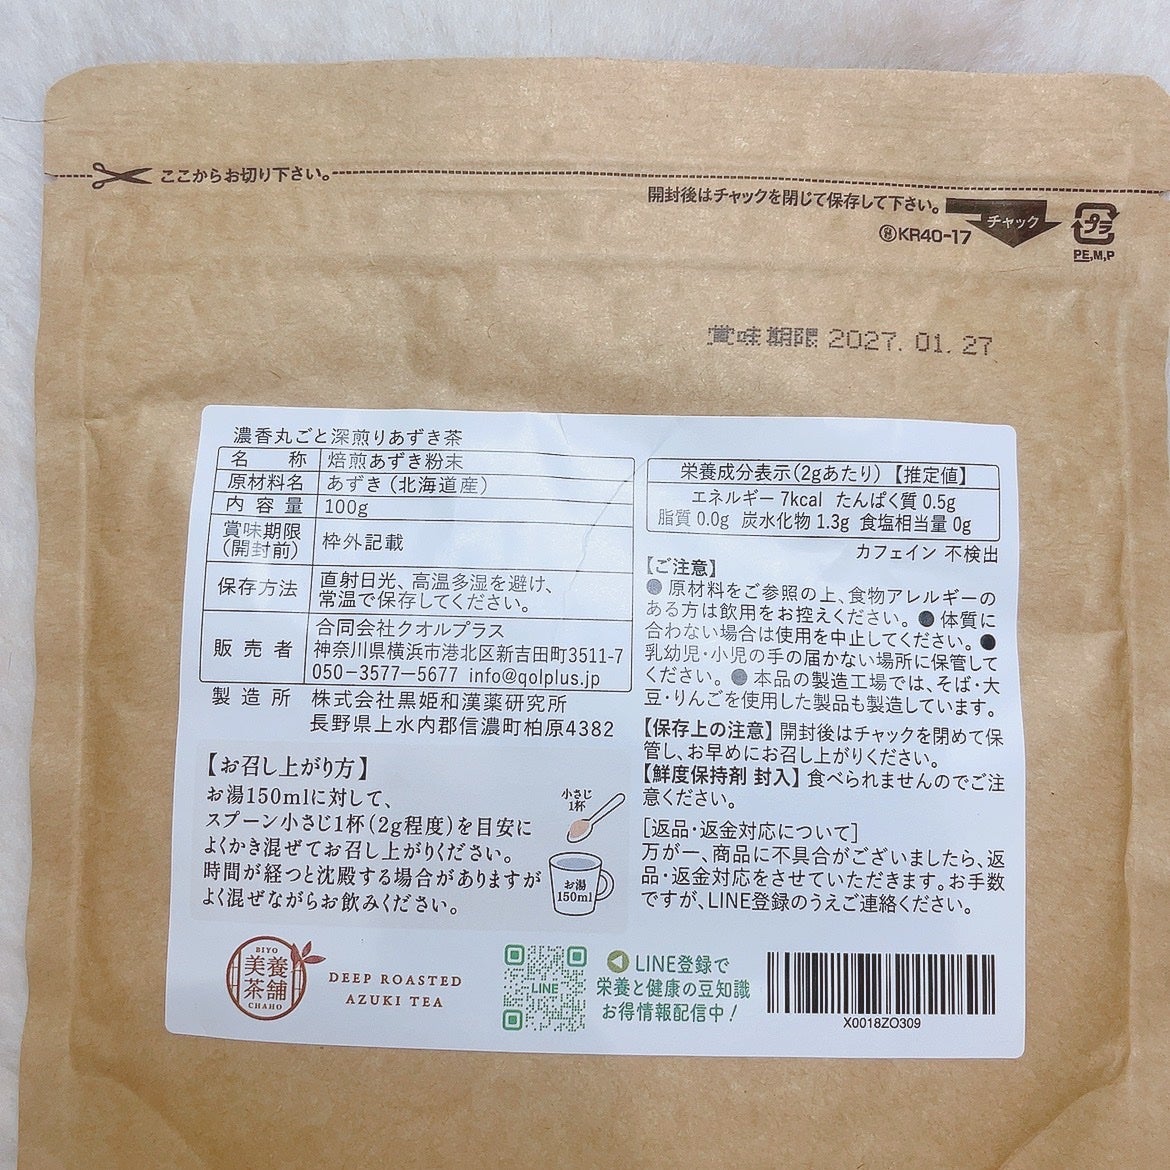 ここからお切り下さい。
開封後はチャックを閉じて保存して下さい。
チャック
プラ
KR40-17
PE,M,P
賞味期限 2027. 01. 27
濃香丸ごと深煎りあずき茶
名 称 焙煎あずき粉末
原材料名 あずき(北海道産)
内容量 100g
賞味期限
(開封前) 枠外記載
保存方法 直射日光、高温多湿を避け、
常温で保存してください。
販売者 合同会社クオルプラス
神奈川県横浜市港北区新吉田町3511-7
050-3577-5677 info@qolplus.jp
製造所 株式会社黒姫和漢薬研究所
長野県上水内郡信濃町柏原4382
【お召し上がり方】
お湯150mlに対して、
スプーン小さじ1杯(2g程度)を目安に
よくかき混ぜてお召し上がりください。
時間が経つと沈殿する場合がありますが
よく混ぜながらお飲みください。
小さじ
1杯
お湯
150ml
栄養成分表示(2gあたり)【推定値】
エネルギー 7kcal たんぱく質 0.5g
脂質 0.0g 炭水化物 1.3g 食塩相当量 0g
カフェイン 不検出
【ご注意】
● 原材料をご参照の上、食物アレルギーの
ある方は飲用をお控えください。● 体質に
合わない場合は使用を中止してください。●
乳幼児・小児の手の届かない場所に保管して
ください。● 本品の製造工場では、そば・大
豆・りんごを使用した製品も製造しています。
【保存上の注意】開封後はチャックを閉めて保
管し、お早めにお召し上がりください。
【鮮度保持剤 封入】食べられませんのでご注
意ください。
[返品・返金対応について]
万が一、商品に不具合がございましたら、返
品・返金対応をさせていただきます。お手数
ですが、LINE登録のうえご連絡ください。
BIYO
美養
茶舗
CHAHO
DEEP ROASTED
AZUKI TEA
LINE
LINE登録で
栄養と健康の豆知識
お得情報配信中!
X0018ZO309